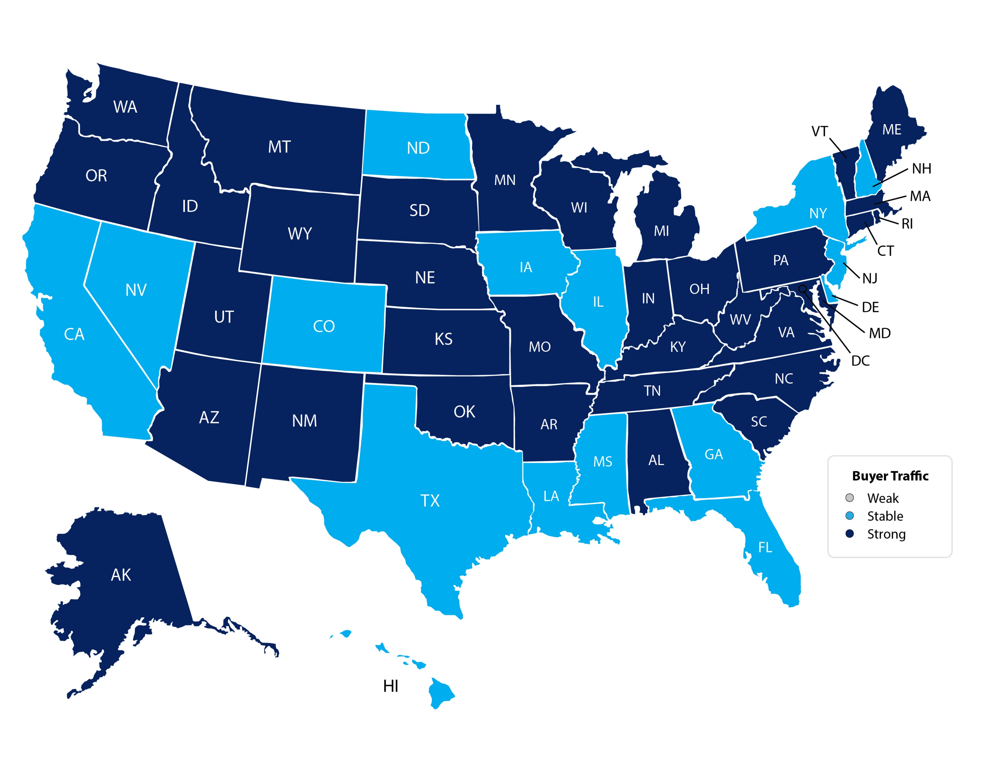 WA
ME
VT
MT
ND
NH
OR
MN
MA
ID
SD
WI
NY
RI
WY
MI
CT
PA
IA
NE
NJ
NV
OH
IN
IL
DE
UT
WV
CO
VA
MD
CA
KS
MO
KY
DC
NC
TN
AZ
NM
OK
AR
SC
GA
MS
AL
Buyer Traffic
LA
TX
Weak
Stable
Strong
FL
AK
HI